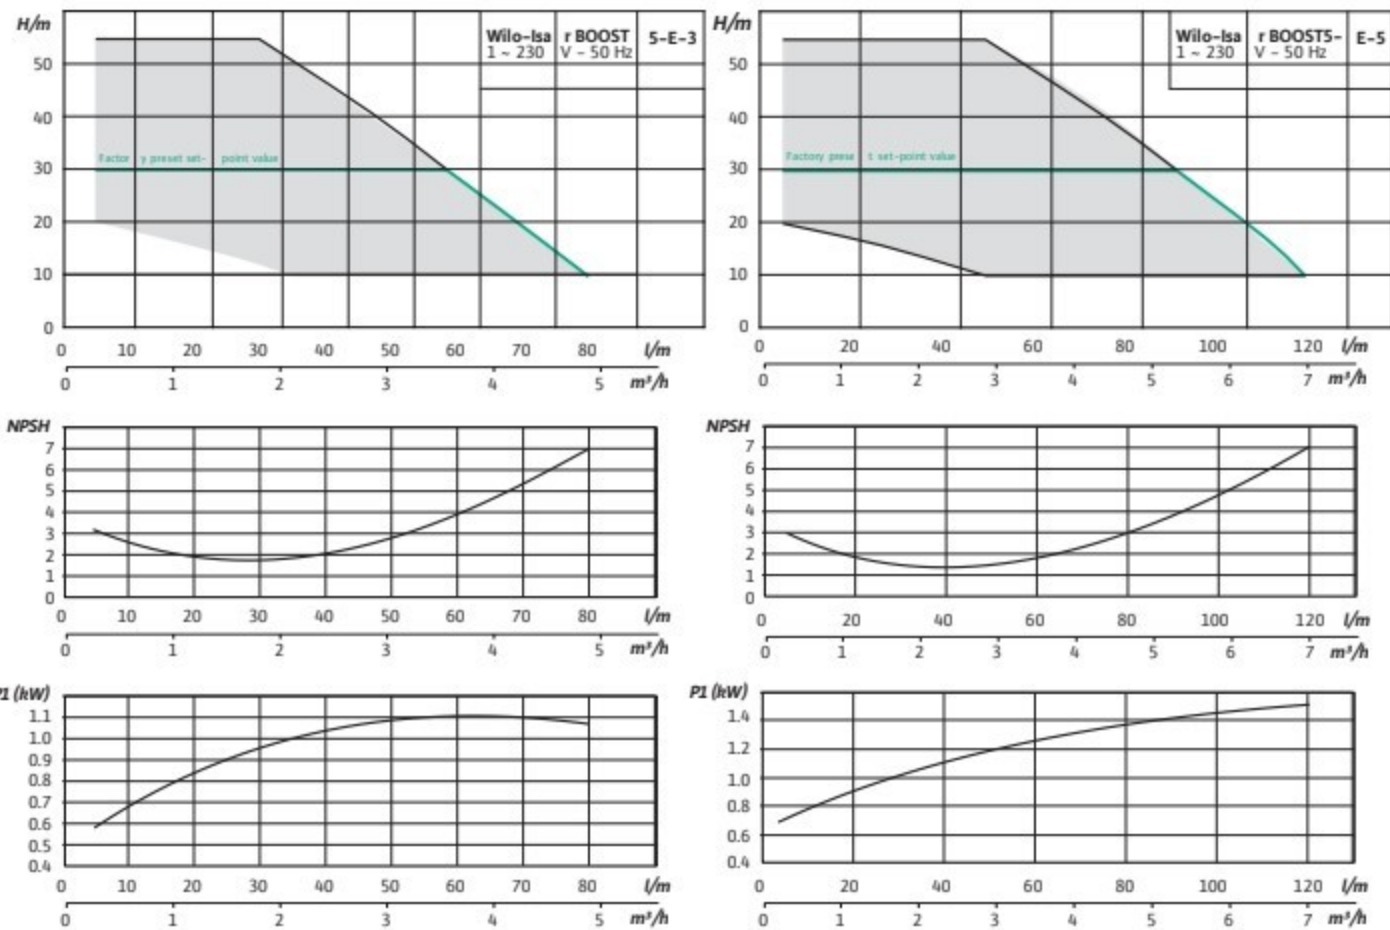 H/m
Wilo-Isa r BOOST 5-E-3
1 ~ 230 V - 50 Hz
50
40
Factor y preset set- point value
30
20
10
0
0 10 20 30 40 50 60 70 80 l/m
0 1 2 3 4 5 m³/h
H/m
Wilo-Isa r BOOST5- E-5
1 ~ 230 V - 50 Hz
50
40
Factory prese t set-point value
30
20
10
0
0 20 40 60 80 100 120 l/m
0 1 2 3 4 5 6 7 m³/h
NPSH
7
6
5
4
3
2
1
0
0 10 20 30 40 50 60 70 80 l/m
0 1 2 3 4 5 m³/h
NPSH
7
6
5
4
3
2
1
0
0 20 40 60 80 100 120 l/m
0 1 2 3 4 5 6 7 m³/h
P1 (kW)
1.1
1.0
0.9
0.8
0.7
0.6
0.5
0.4
0 10 20 30 40 50 60 70 80 l/m
0 1 2 3 4 5 m³/h
P1 (kW)
1.4
1.2
1.0
0.8
0.6
0.4
0 20 40 60 80 100 120 l/m
0 1 2 3 4 5 6 7 m³/h